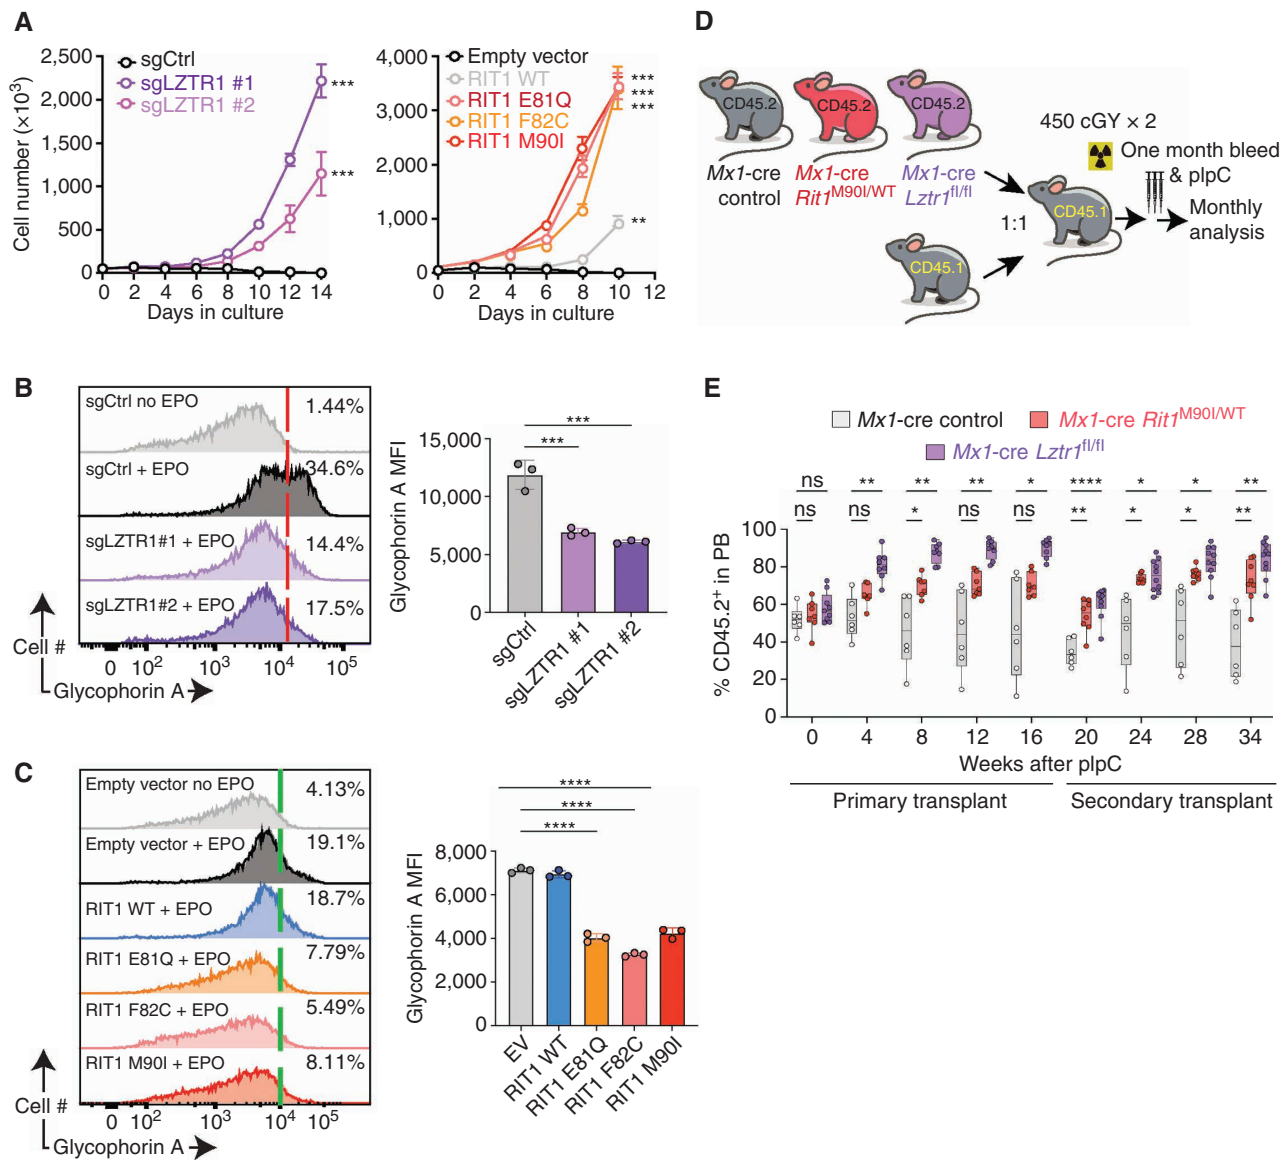 A
2,500
2,000
1,500
1,000
500
0
Cell number (×10³)
sgCtrl
sgLZTR1 #1
sgLZTR1 #2
***
***
0 2 4 6 8 10 12 14
Days in culture
4,000
3,000
2,000
1,000
0
Empty vector
RIT1 WT
RIT1 E81Q
RIT1 F82C
RIT1 M90I
***
***
***
**
0 2 4 6 8 10 12
Days in culture
D
CD45.2 CD45.2 CD45.2
Mx1-cre control
Mx1-cre Rit1^M90I/WT
Mx1-cre Lztr1^fl/fl
CD45.1
1:1
450 cGY × 2
CD45.1
One month bleed
& pIpC
Monthly
analysis
B
sgCtrl no EPO 1.44%
sgCtrl + EPO 34.6%
sgLZTR1#1 + EPO 14.4%
sgLZTR1#2 + EPO 17.5%
Cell #
0 10² 10³ 10⁴ 10⁵
Glycophorin A
Glycophorin A MFI
15,000
10,000
5,000
0
***
***
sgCtrl
sgLZTR1 #1
sgLZTR1 #2
E
Mx1-cre control Mx1-cre Rit1^M90I/WT
Mx1-cre Lztr1^fl/fl
ns ** ** ** * **** * * **
ns ns * ns ns ** * * **
% CD45.2⁺ in PB
100
80
60
40
20
0
0 4 8 12 16 20 24 28 34
Weeks after pIpC
Primary transplant Secondary transplant
C
Empty vector no EPO 4.13%
Empty vector + EPO 19.1%
RIT1 WT + EPO 18.7%
RIT1 E81Q + EPO 7.79%
RIT1 F82C + EPO 5.49%
RIT1 M90I + EPO 8.11%
Cell #
0 10² 10³ 10⁴ 10⁵
Glycophorin A
Glycophorin A MFI
8,000
6,000
4,000
2,000
0
****
****
****
EV
RIT1 WT
RIT1 E81Q
RIT1 F82C
RIT1 M90I